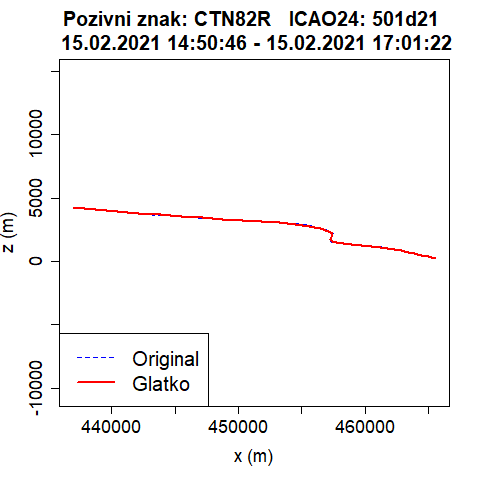 Pozivni znak: CTN82R   ICAO24: 501d21
15.02.2021 14:50:46 - 15.02.2021 17:01:22
10000
5000
0
-10000
z (m)
Original
Glatko
440000 450000 460000
x (m)